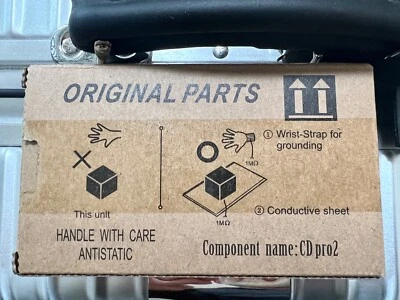 ORIGINAL PARTS
① Wrist-Strap for
grounding
1MΩ
This unit
② Conductive sheet
1MΩ
HANDLE WITH CARE
ANTISTATIC
Component name:CD pro2